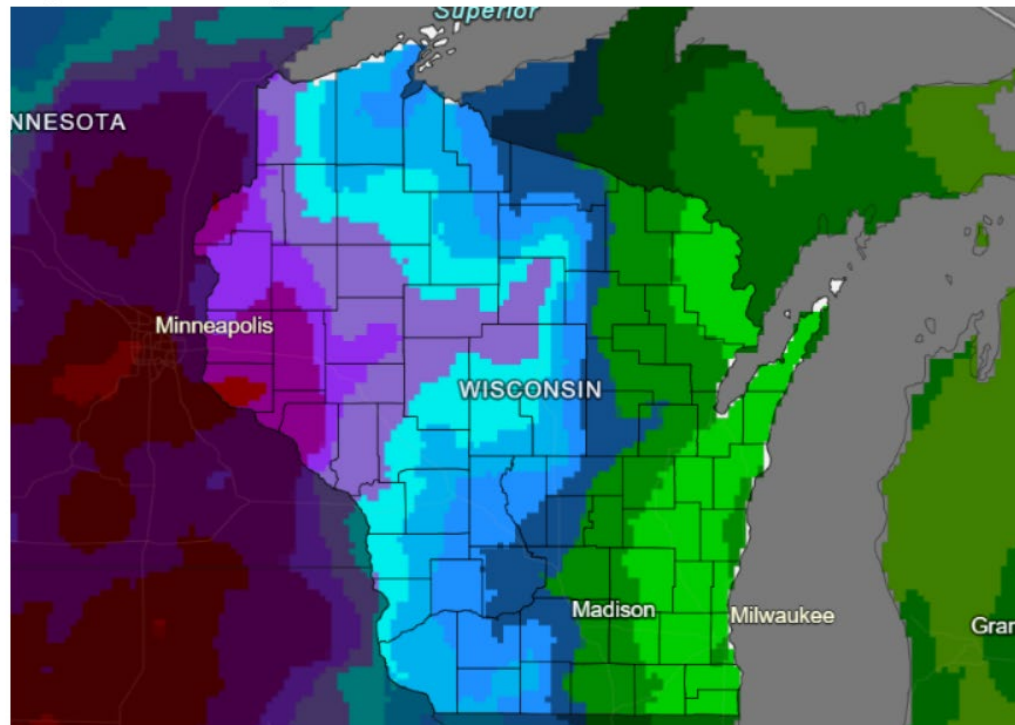 Superior
NNESOTA
Minneapolis
WISCONSIN
Madison
Milwaukee
Gran